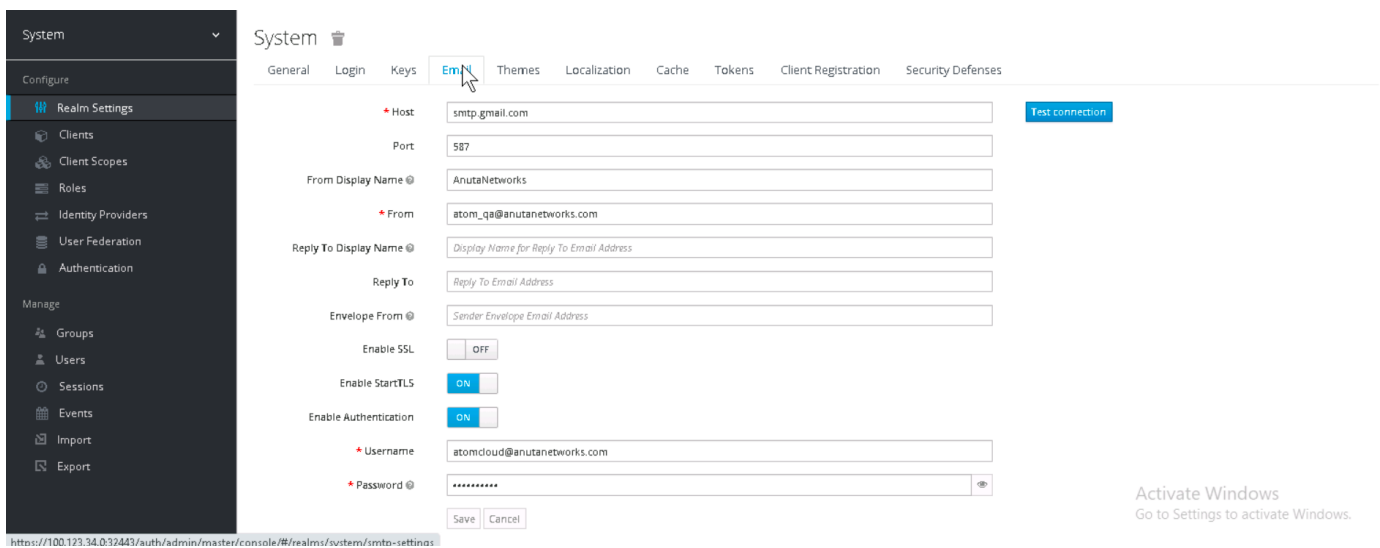 System
System
General Login Keys Email Themes Localization Cache Tokens Client Registration Security Defenses
Configure
Realm Settings
Clients
Client Scopes
Roles
Identity Providers
User Federation
Authentication
Manage
Groups
Users
Sessions
Events
Import
Export
* Host smtp.gmail.com Test connection
Port 587
From Display Name AnutaNetworks
* From atom_qa@anutanetworks.com
Reply To Display Name Display Name for Reply To Email Address
Reply To Reply To Email Address
Envelope From Sender Envelope Email Address
Enable SSL OFF
Enable StartTLS ON
Enable Authentication ON
* Username atomcloud@anutanetworks.com
* Password ••••••••••
Save Cancel
Activate Windows
Go to Settings to activate Windows.
https://100.123.34.0:32443/auth/admin/master/console/#/realms/system/smtp-settings